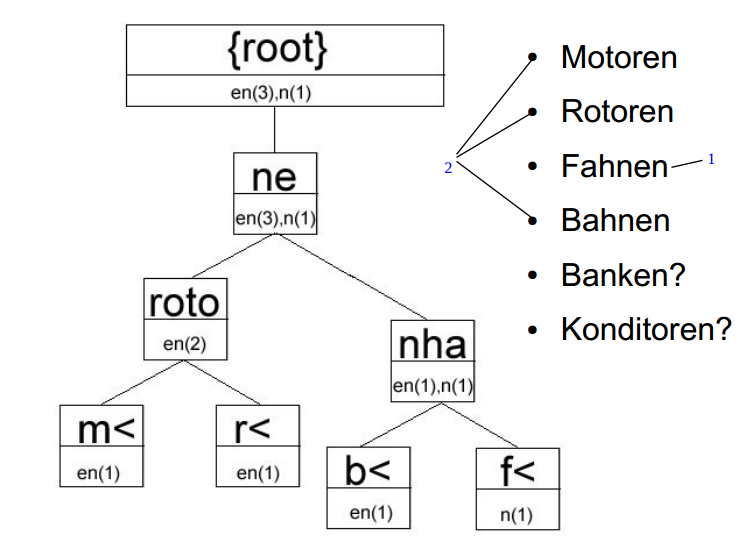 {root}
en(3),n(1)
ne
en(3),n(1)
roto
en(2)
nha
en(1),n(1)
m<
en(1)
r<
en(1)
b<
en(1)
f<
n(1)
• Motoren
• Rotoren
2
• Fahnen 1
• Bahnen
• Banken?
• Konditoren?